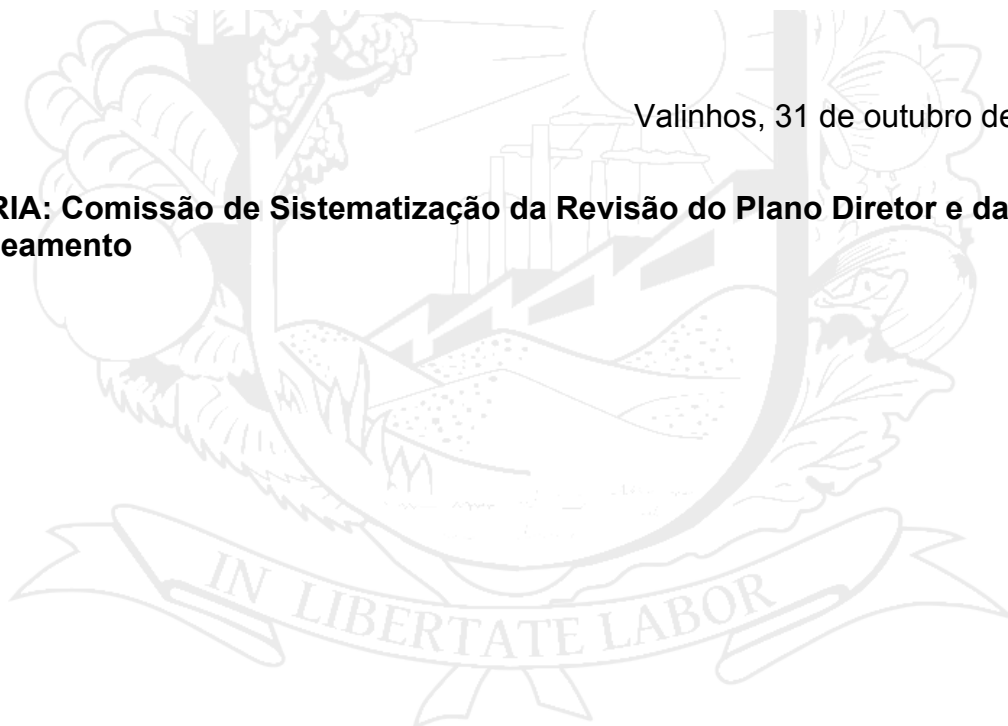 Valinhos, 31 de outubro de
RIA: Comissão de Sistematização da Revisão do Plano Diretor e da
eamento
IN LIBERTATE LABOR